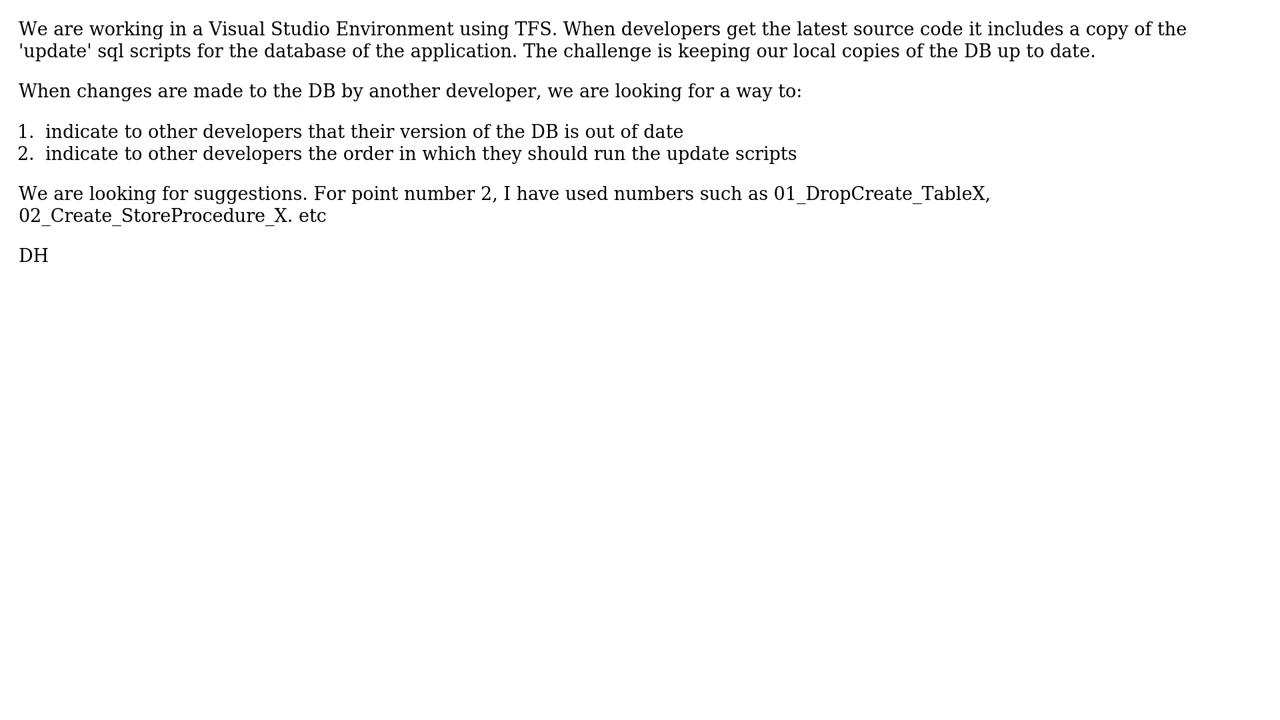 We are working in a Visual Studio Environment using TFS. When developers get the latest source code it includes a copy of the
'update' sql scripts for the database of the application. The challenge is keeping our local copies of the DB up to date.
When changes are made to the DB by another developer, we are looking for a way to:
1. indicate to other developers that their version of the DB is out of date
2. indicate to other developers the order in which they should run the update scripts
We are looking for suggestions. For point number 2, I have used numbers such as 01_DropCreate_TableX,
02_Create_StoreProcedure_X. etc
DH